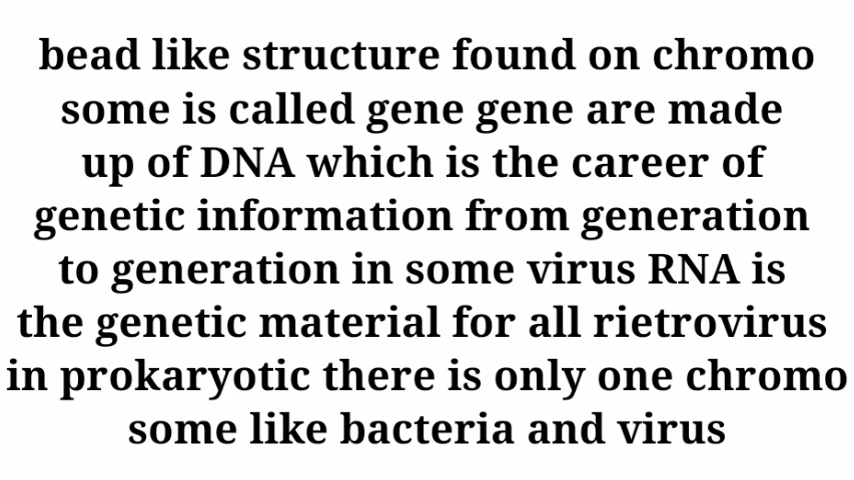 bead like structure found on chromo
some is called gene gene are made
up of DNA which is the career of
genetic information from generation
to generation in some virus RNA is
the genetic material for all rietrovirus
in prokaryotic there is only one chromo
some like bacteria and virus